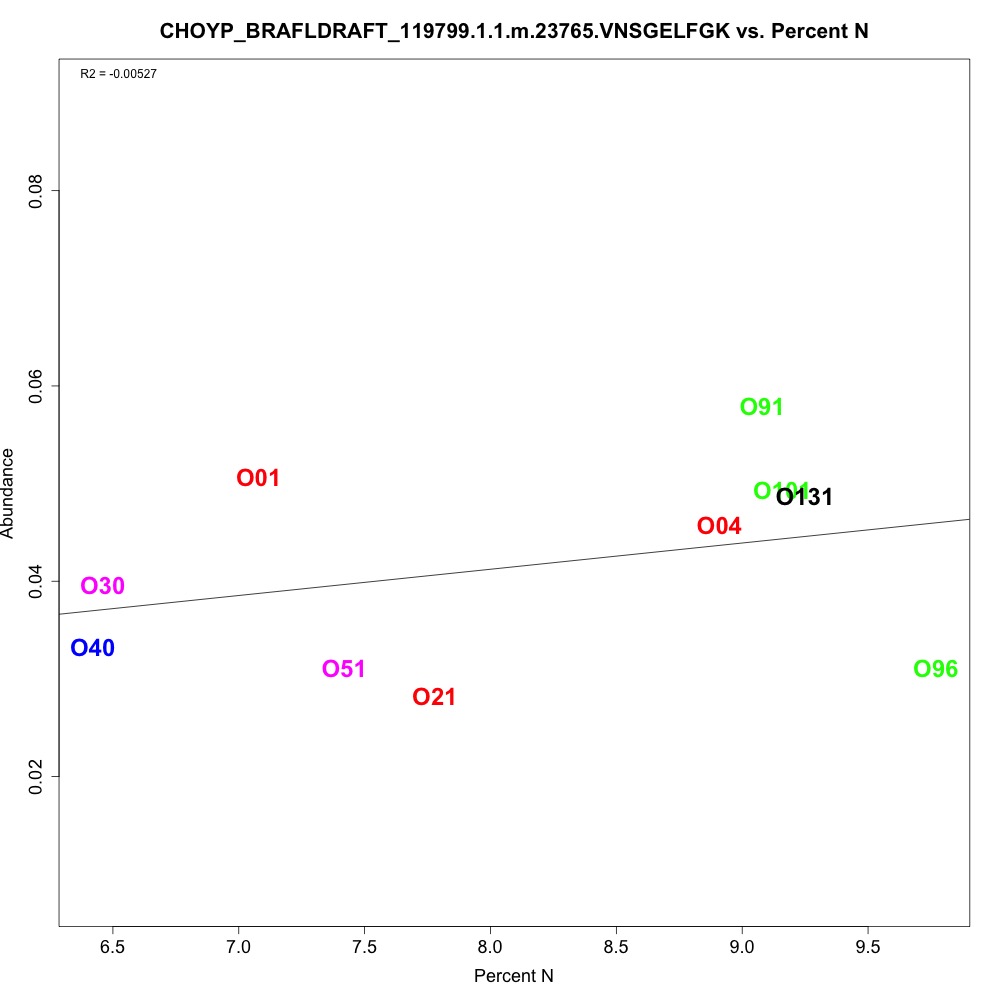 CHOYP_BRAFLDRAFT_119799.1.1.m.23765.VNSGELFGK vs. Percent N
R2 = -0.00527
0.08
0.06
O91
O01
O101
O131
Abundance
O04
0.04
O30
O40
O51
O96
O21
0.02
6.5 7.0 7.5 8.0 8.5 9.0 9.5
Percent N